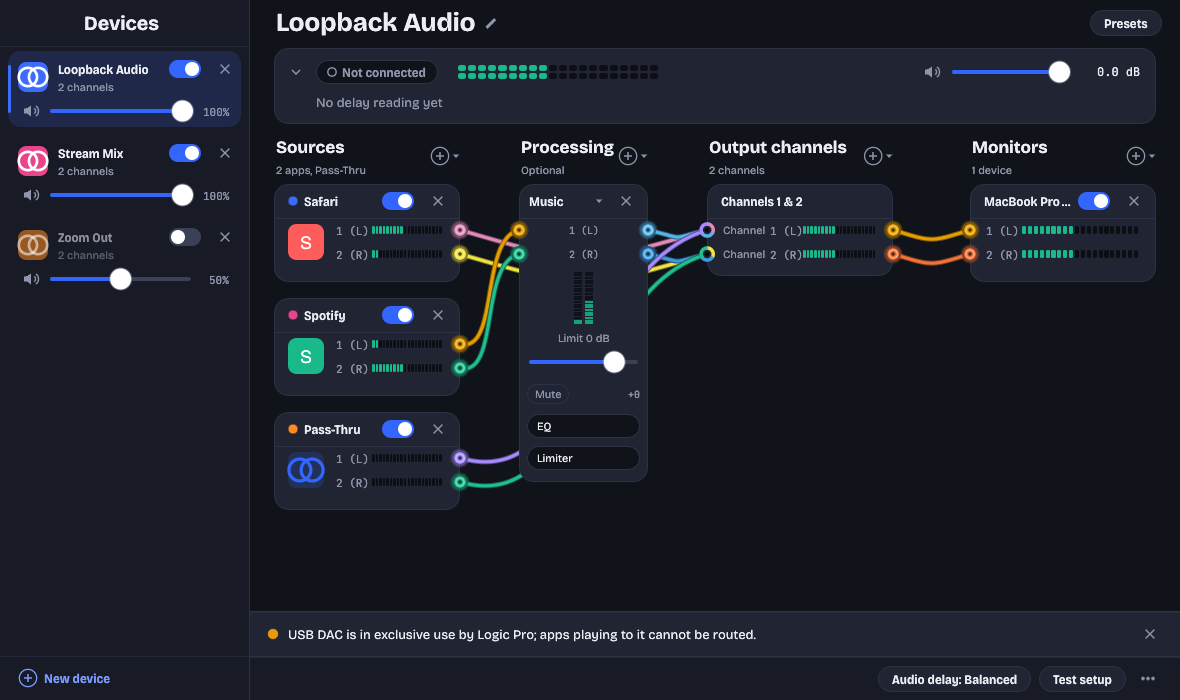 Devices
Loopback Audio
2 channels
100%
Stream Mix
2 channels
100%
Zoom Out
2 channels
50%
New device
Loopback Audio
Presets
Not connected
0.0 dB
No delay reading yet
Sources
2 apps, Pass-Thru
Safari
S
1 (L)
2 (R)
Spotify
S
1 (L)
2 (R)
Pass-Thru
1 (L)
2 (R)
Processing
Optional
Music
1 (L)
2 (R)
Limit 0 dB
Mute +0
EQ
Limiter
Output channels
2 channels
Channels 1 & 2
Channel 1 (L)
Channel 2 (R)
Monitors
1 device
MacBook Pro...
1 (L)
2 (R)
USB DAC is in exclusive use by Logic Pro; apps playing to it cannot be routed.
Audio delay: Balanced
Test setup